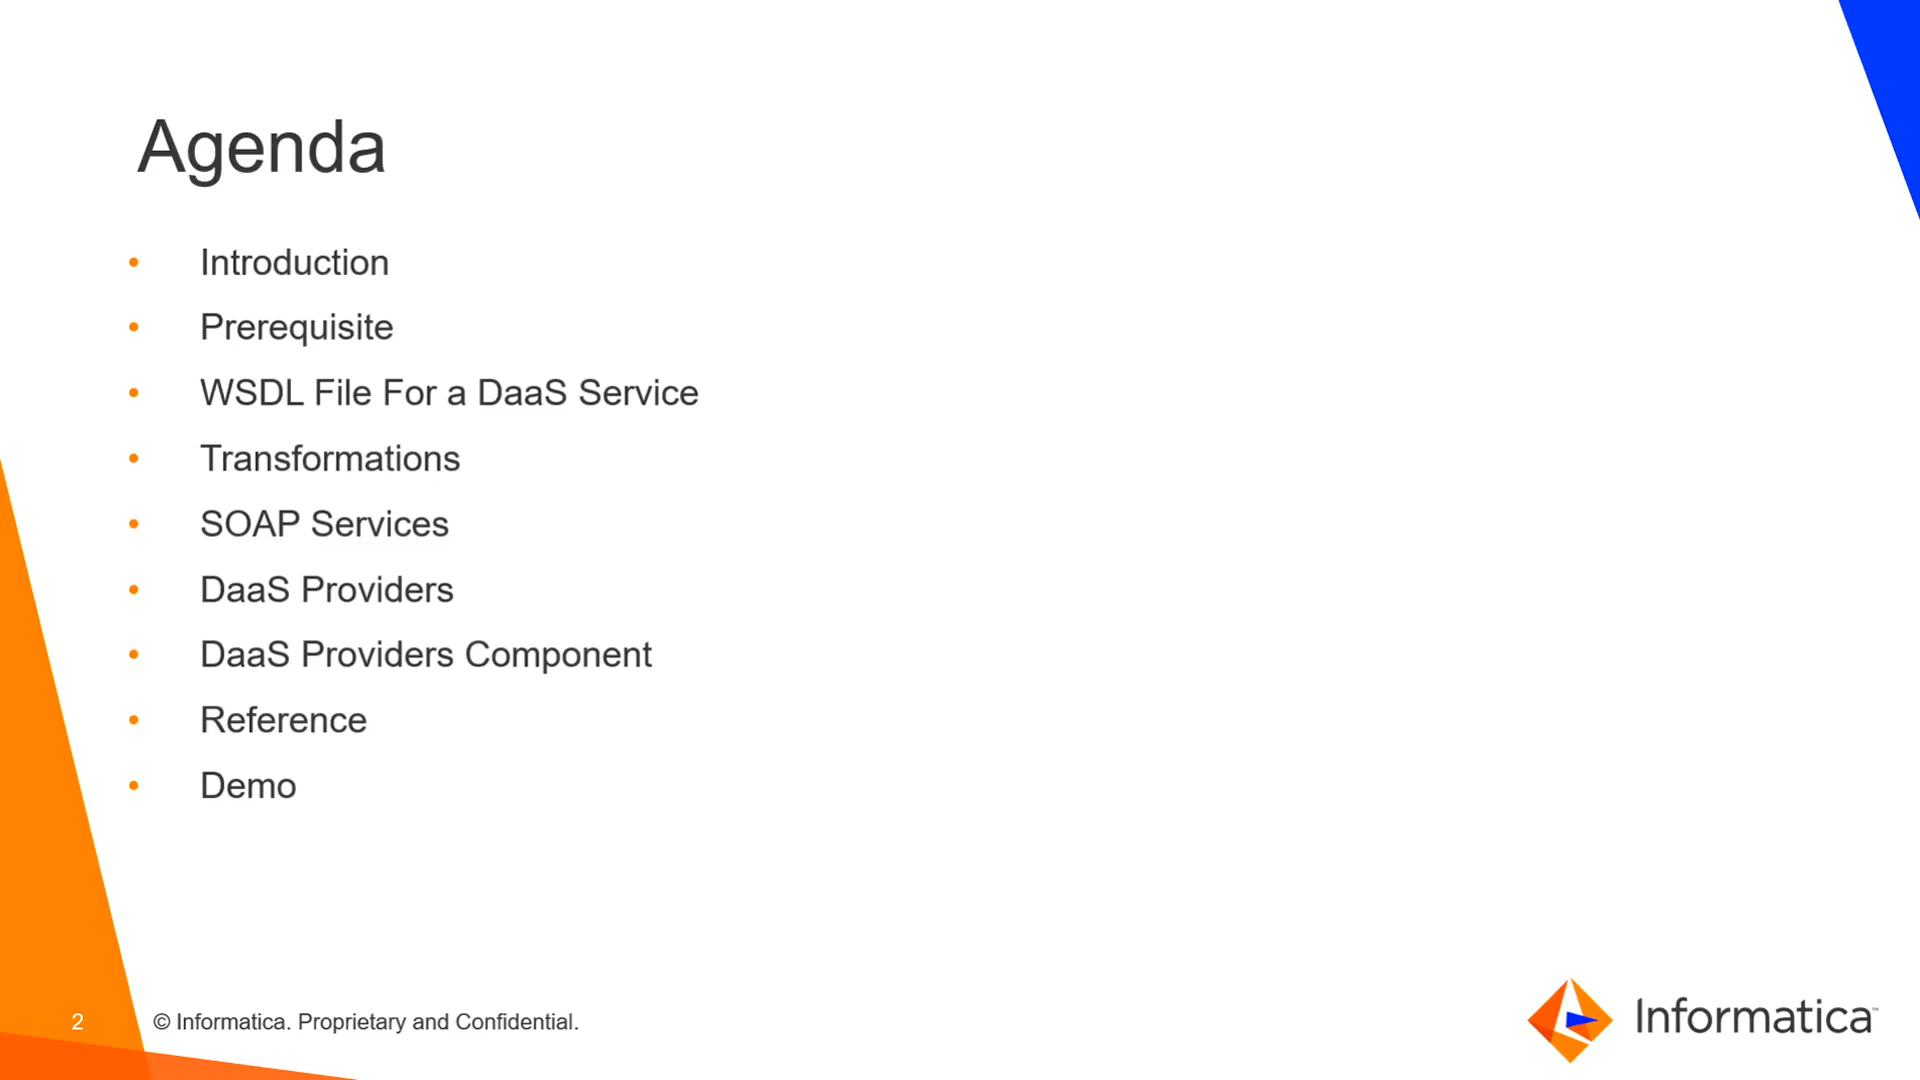 Agenda
• Introduction
• Prerequisite
• WSDL File For a DaaS Service
• Transformations
• SOAP Services
• DaaS Providers
• DaaS Providers Component
• Reference
• Demo
2 © Informatica. Proprietary and Confidential.
Informatica™